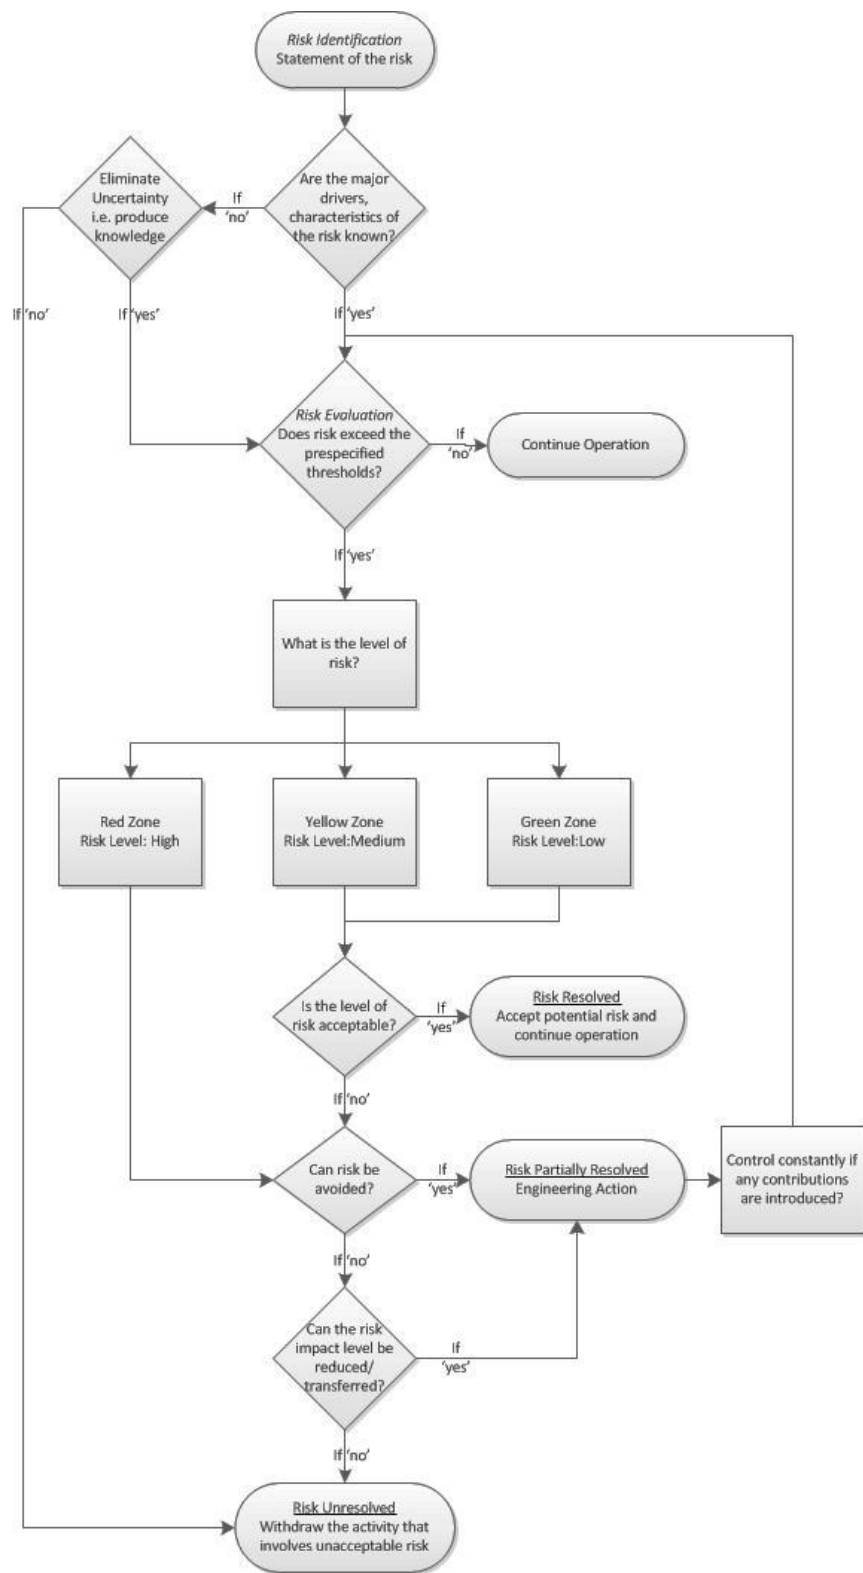 Risk Identification
Statement of the risk
Eliminate
Uncertainty
i.e. produce
knowledge
If
'no'
Are the major
drivers,
characteristics of
the risk known?
If 'no'
If 'yes'
If 'yes'
Risk Evaluation
Does risk exceed the
prespecified
thresholds?
If
'no'
Continue Operation
If 'yes'
What is the level of
risk?
Red Zone
Risk Level: High
Yellow Zone
Risk Level:Medium
Green Zone
Risk Level:Low
Is the level of
risk acceptable?
If
'yes'
Risk Resolved
Accept potential risk and
continue operation
If 'no'
Can risk be
avoided?
If
'yes'
Risk Partially Resolved
Engineering Action
Control constantly if
any contributions
are introduced?
If 'no'
Can the risk
impact level be
reduced/
transferred?
If
'yes'
If 'no'
Risk Unresolved
Withdraw the activity that
involves unacceptable risk